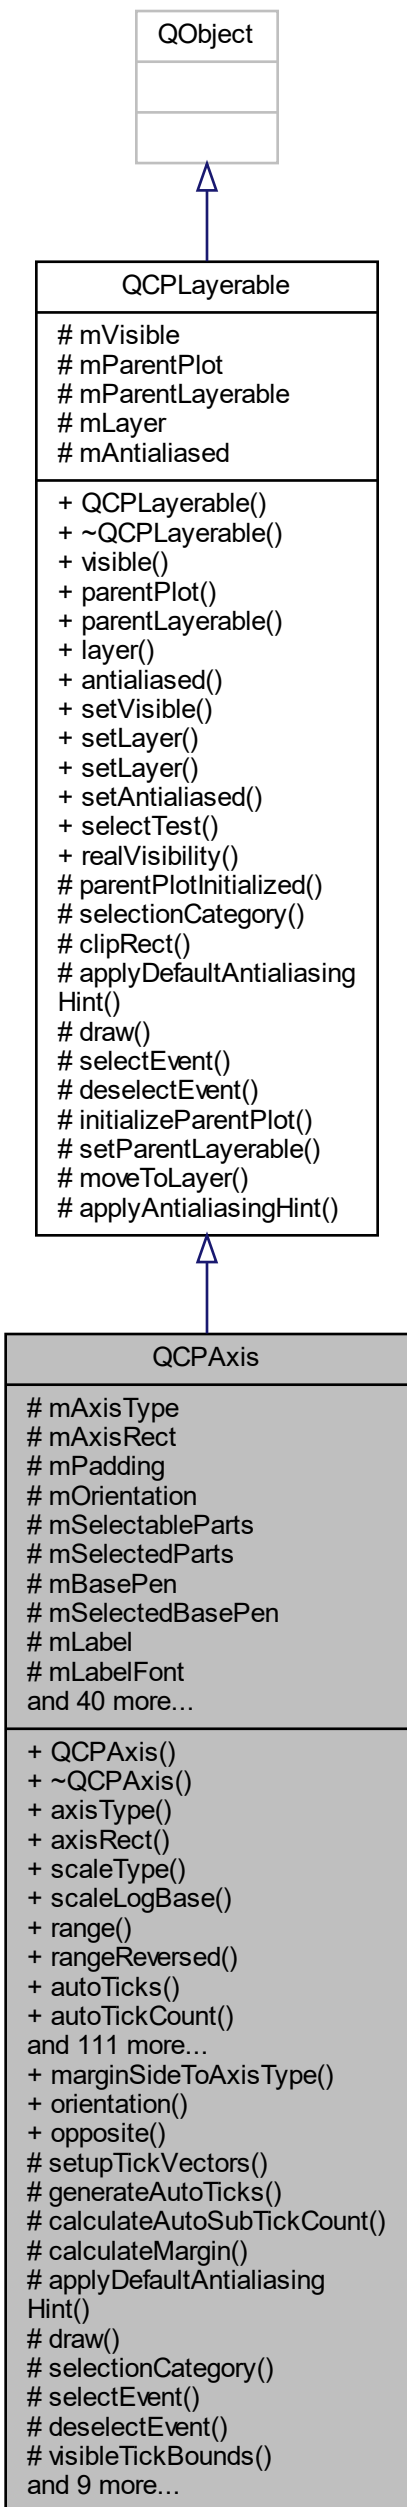 QObject
QCPLayerable
# mVisible
# mParentPlot
# mParentLayerable
# mLayer
# mAntialiased
+ QCPLayerable()
+ ~QCPLayerable()
+ visible()
+ parentPlot()
+ parentLayerable()
+ layer()
+ antialiased()
+ setVisible()
+ setLayer()
+ setLayer()
+ setAntialiased()
+ selectTest()
+ realVisibility()
# parentPlotInitialized()
# selectionCategory()
# clipRect()
# applyDefaultAntialiasing
Hint()
# draw()
# selectEvent()
# deselectEvent()
# initializeParentPlot()
# setParentLayerable()
# moveToLayer()
# applyAntialiasingHint()
QCPAxis
# mAxisType
# mAxisRect
# mPadding
# mOrientation
# mSelectableParts
# mSelectedParts
# mBasePen
# mSelectedBasePen
# mLabel
# mLabelFont
and 40 more...
+ QCPAxis()
+ ~QCPAxis()
+ axisType()
+ axisRect()
+ scaleType()
+ scaleLogBase()
+ range()
+ rangeReversed()
+ autoTicks()
+ autoTickCount()
and 111 more...
+ marginSideToAxisType()
+ orientation()
+ opposite()
# setupTickVectors()
# generateAutoTicks()
# calculateAutoSubTickCount()
# calculateMargin()
# applyDefaultAntialiasing
Hint()
# draw()
# selectionCategory()
# selectEvent()
# deselectEvent()
# visibleTickBounds()
and 9 more...